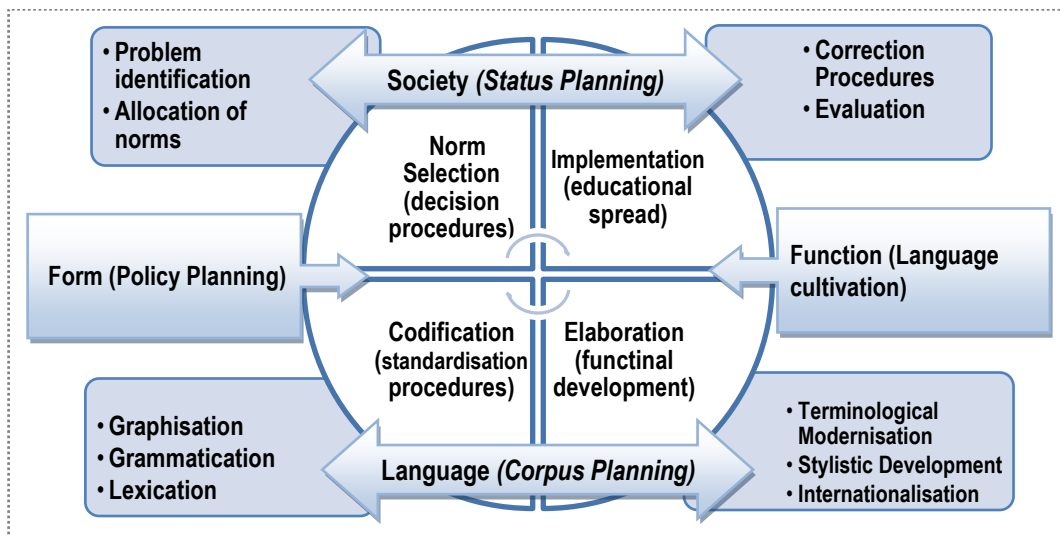 • Problem
identification
• Allocation of
norms
Society (Status Planning)
• Correction
Procedures
• Evaluation
Norm
Selection
(decision
procedures)
Implementation
(educational
spread)
Form (Policy Planning)
Function (Language
cultivation)
Codification
(standardisation
procedures)
Elaboration
(functinal
development)
• Graphisation
• Grammatication
• Lexication
Language (Corpus Planning)
• Terminological
Modernisation
• Stylistic Development
• Internationalisation